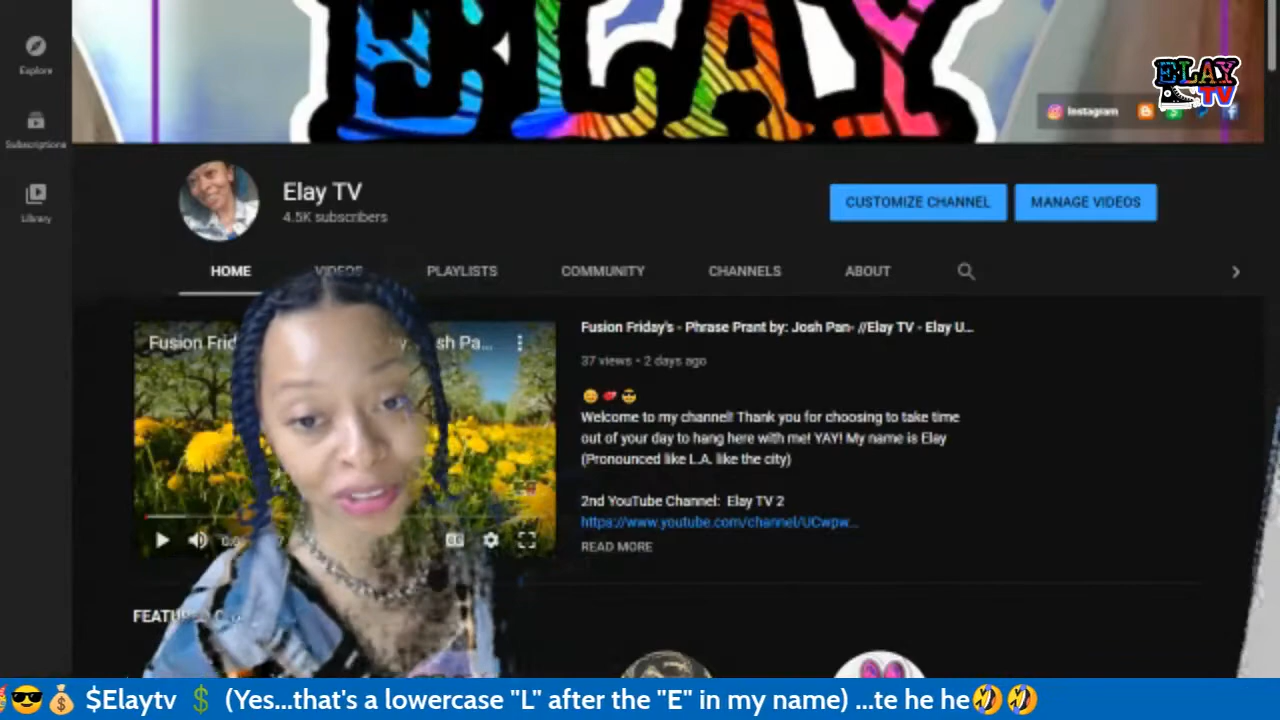 ELAY
ELAY
TV
Instagram
Explore
Subscriptions
Library
Elay TV
4.5K subscribers
CUSTOMIZE CHANNEL
MANAGE VIDEOS
HOME
VIDEOS
PLAYLISTS
COMMUNITY
CHANNELS
ABOUT
Fusion Frid
sh Pa...
Fusion Friday's - Phrase Prant by: Josh Pan- //Elay TV - Elay U...
37 views • 2 days ago
😊 💋 😎
Welcome to my channel! Thank you for choosing to take time
out of your day to hang here with me! YAY! My name is Elay
(Pronounced like L.A. like the city)
2nd YouTube Channel: Elay TV 2
https://www.youtube.com/channel/UCwpw...
READ MORE
😎💰 $Elaytv 💲 (Yes...that's a lowercase "L" after the "E" in my name) ...te he he🤣🤣